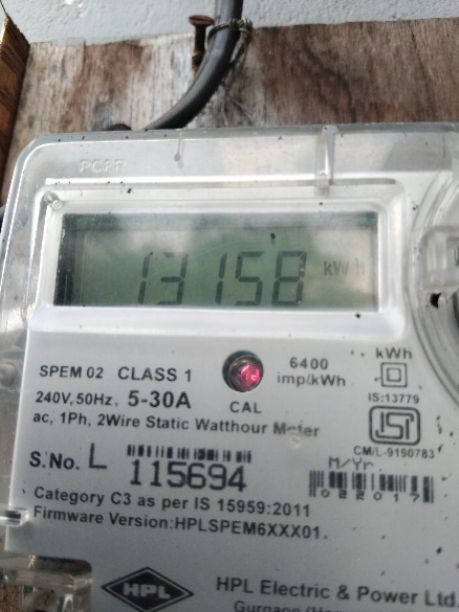 13158 kWh
SPEM 02 CLASS 1
240V, 50Hz, 5-30A
ac, 1Ph, 2Wire Static Watthour Meter
CAL
6400
imp/kWh
kWh
IS:13779
ISI
CM/L-9190783
S.No. L 115694
M/Yr.
022017
Category C3 as per IS 15959:2011
Firmware Version:HPLSPEM6XXX01.
HPL
HPL Electric & Power Ltd
Gurgaon